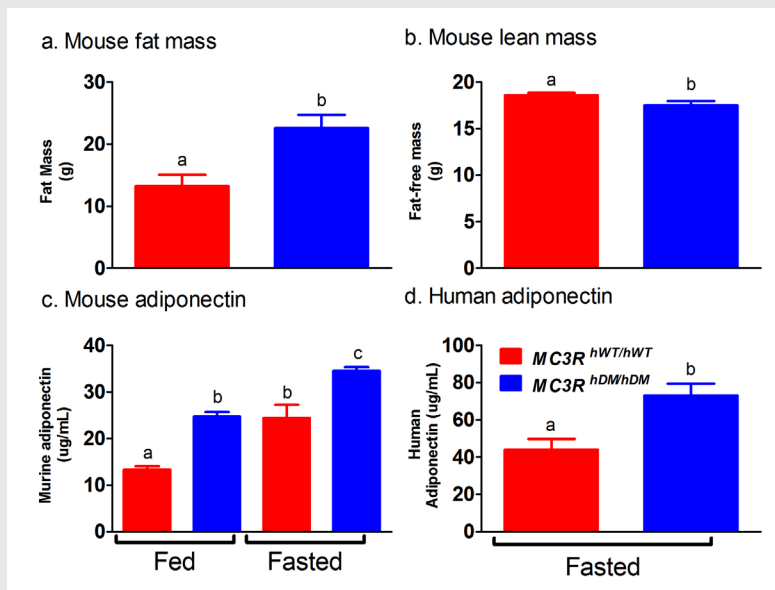 a. Mouse fat mass
30
20
10
0
Fat Mass
(g)
a
b
b. Mouse lean mass
20
15
10
5
0
Fat-free mass
(g)
a
b
c. Mouse adiponectin
40
30
20
10
0
Murine adiponectin
(ug/mL)
a
b
b
c
Fed
Fasted
d. Human adiponectin
100
80
60
40
20
0
Human
Adiponectin (ug/mL)
MC3R hWT/hWT
MC3R hDM/hDM
a
b
Fasted